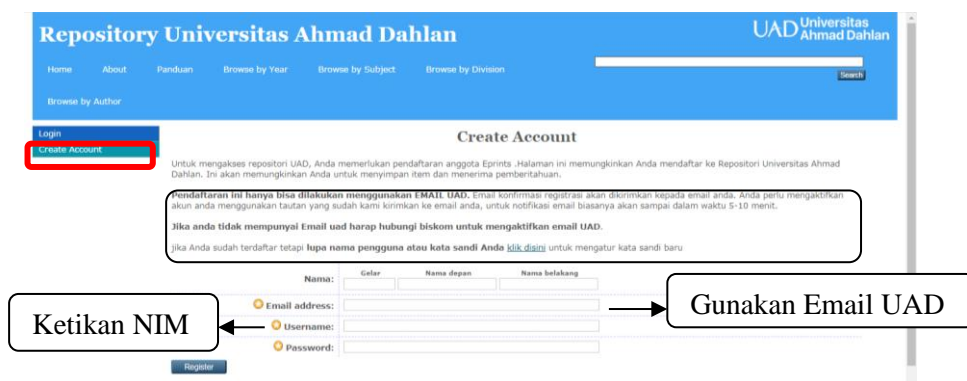 Repository Universitas Ahmad Dahlan
UAD Universitas Ahmad Dahlan
Home About Panduan Browse by Year Browse by Subject Browse by Division
Search
Browse by Author
Login
Create Account
Create Account
Untuk mengakses repositori UAD, Anda memerlukan pendaftaran anggota Eprints .Halaman ini memungkinkan Anda mendaftar ke Repositori Universitas Ahmad
Dahlan. Ini akan memungkinkan Anda untuk menyimpan item dan menerima pemberitahuan.
Pendaftaran ini hanya bisa dilakukan menggunakan EMAIL UAD. Email konfirmasi registrasi akan dikirimkan kepada email anda. Anda perlu mengaktifkan
akun anda menggunakan tautan yang sudah kami kirimkan ke email anda, untuk notifikasi email biasanya akan sampai dalam waktu 5-10 menit.
Jika anda tidak mempunyai Email uad harap hubungi biskom untuk mengaktifkan email UAD.
jika Anda sudah terdaftar tetapi lupa nama pengguna atau kata sandi Anda klik disini untuk mengatur kata sandi baru
Gelar Nama depan Nama belakang
Nama:
Email address:
Gunakan Email UAD
Ketikan NIM
Username:
Password:
Register